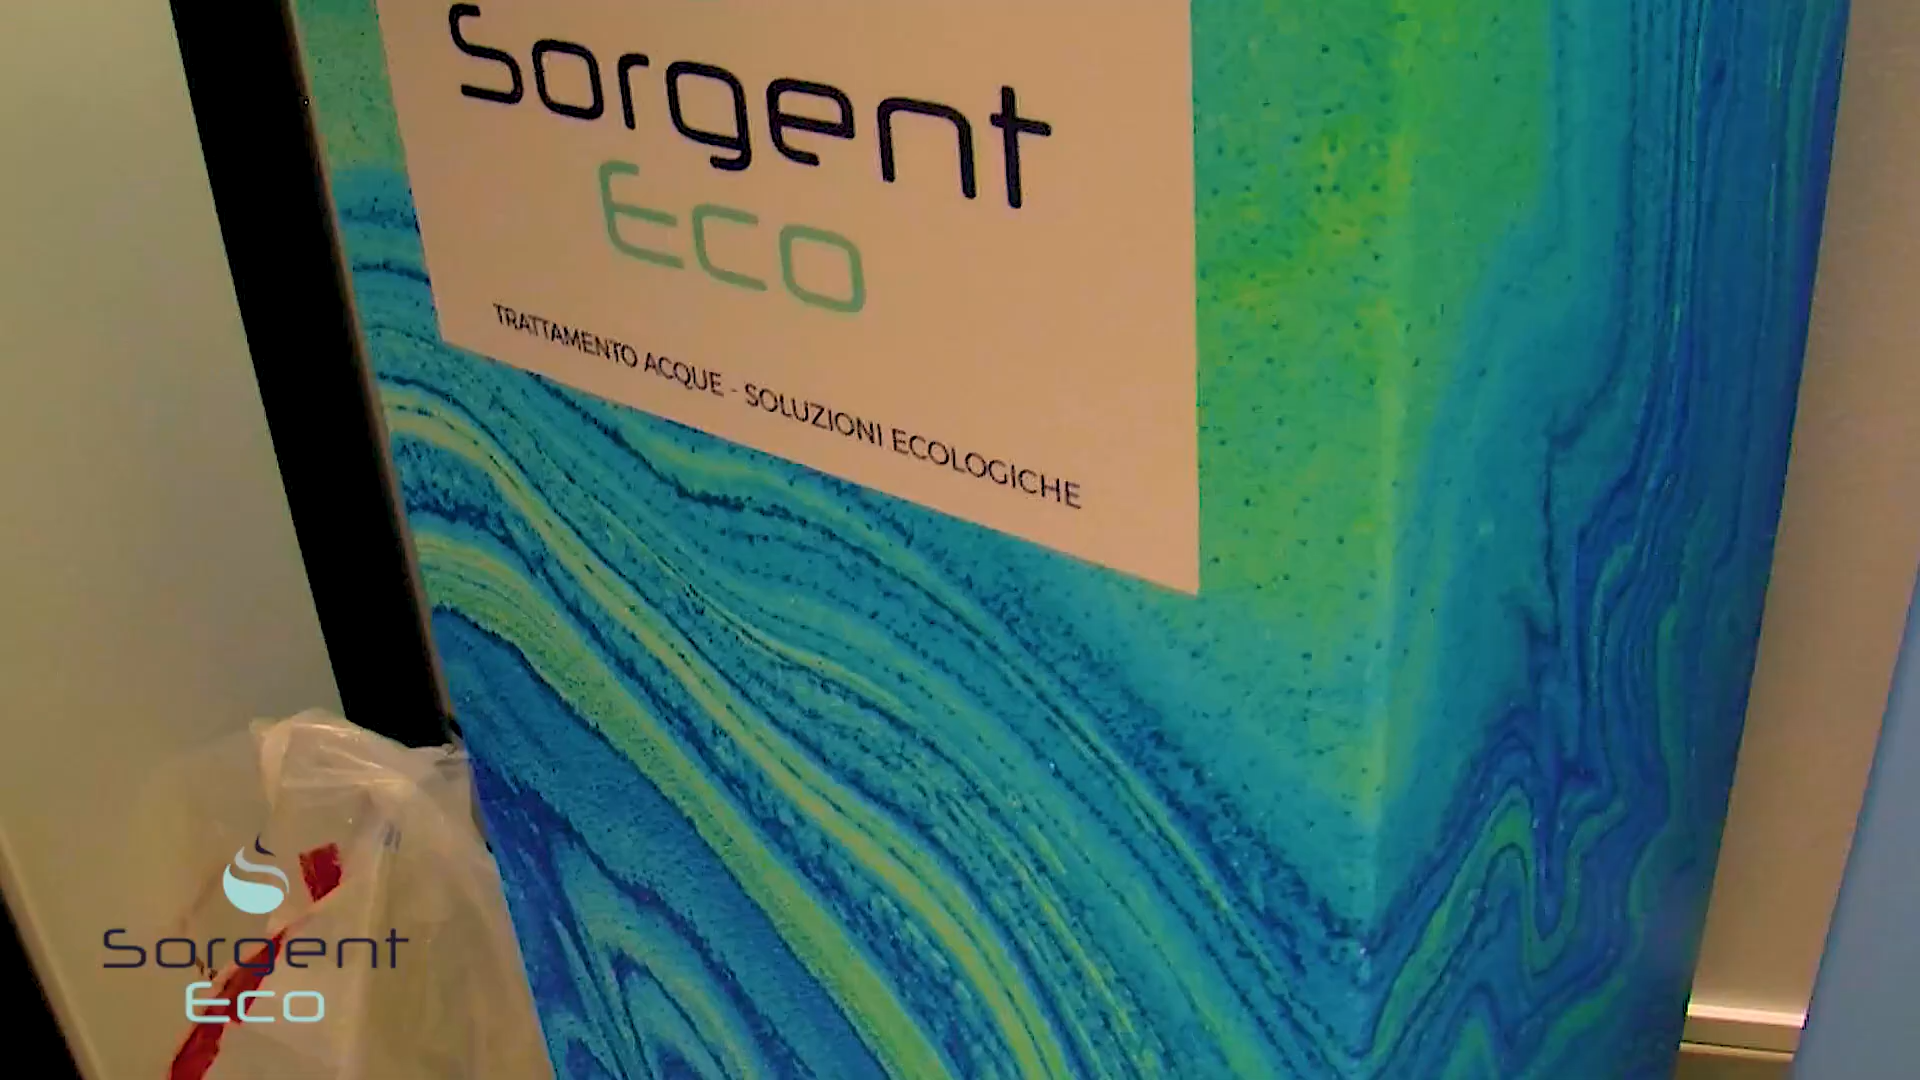 Sorgent
Eco
TRATTAMENTO ACQUE - SOLUZIONI ECOLOGICHE
Sorgent
Eco